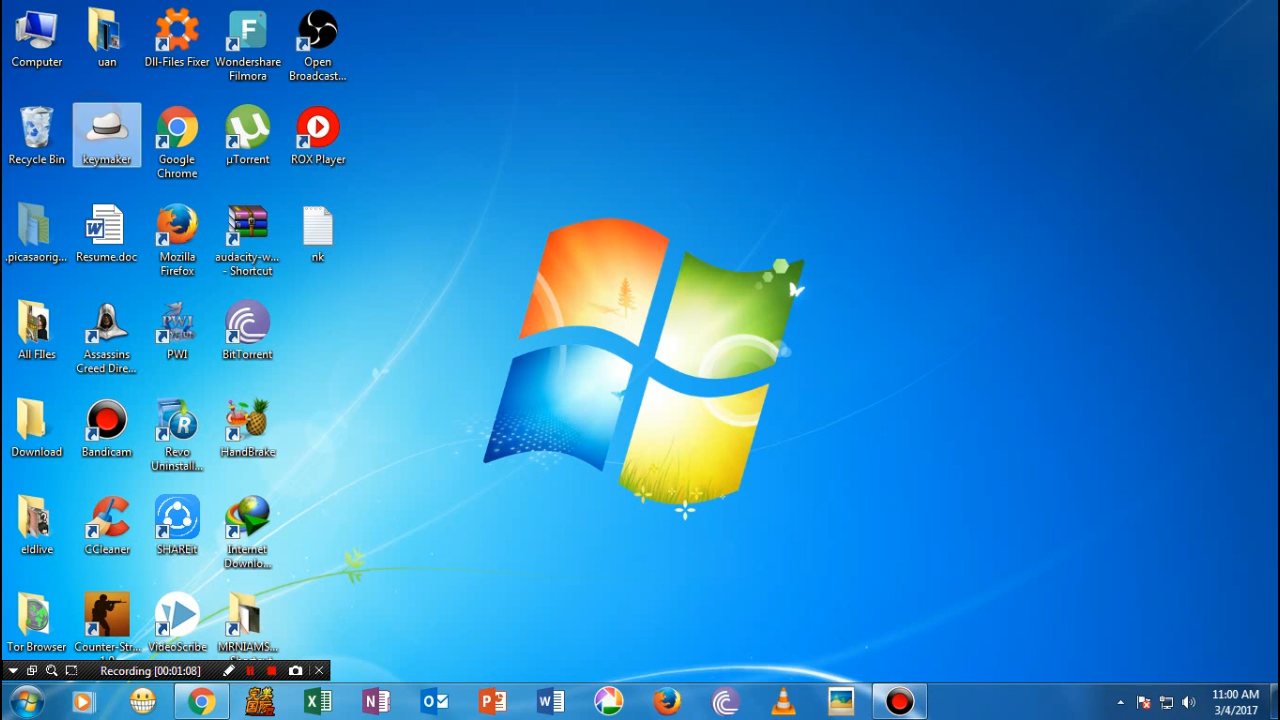 Computer
uan
Dll-Files Fixer
Wondershare
Filmora
Open
Broadcast...
Recycle Bin
keymaker
Google
Chrome
µTorrent
ROX Player
.picasaorig...
Resume.doc
Mozilla
Firefox
audacity-w...
- Shortcut
nk
All FIles
Assassins
Creed Dire...
PWI
BitTorrent
Download
Bandicam
Revo
Uninstall...
HandBrake
eldlive
CCleaner
SHAREit
Internet
Downlo...
Tor Browser
Counter-Str...
VideoScribe
MRNIAMS...
Recording [00:01:08]
11:00 AM
3/4/2017